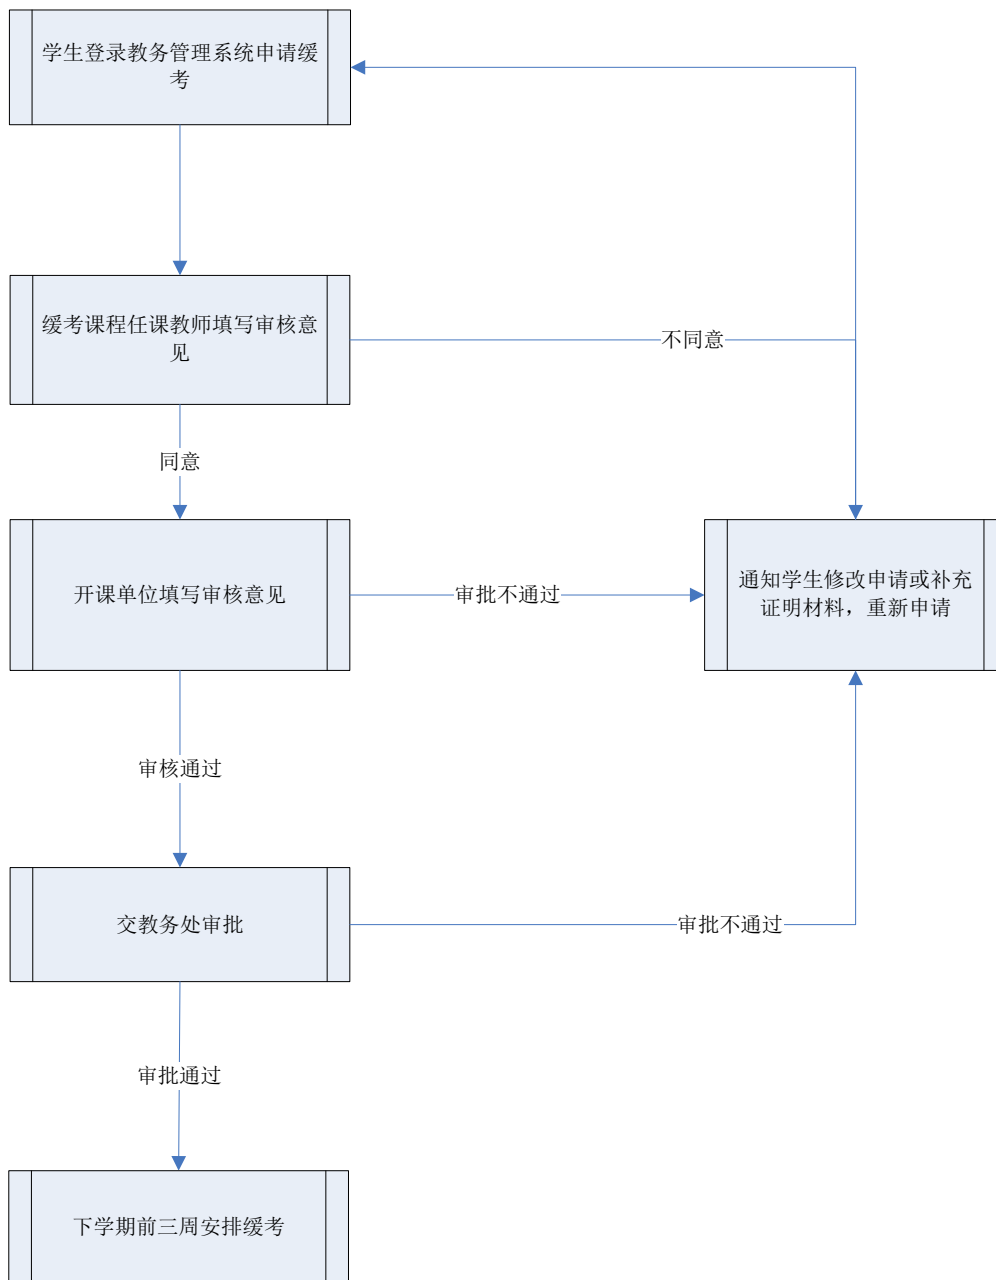 学生登录教务管理系统申请缓
考
缓考课程任课教师填写审核意
见
不同意
同意
开课单位填写审核意见
审批不通过
通知学生修改申请或补充
证明材料，重新申请
审核通过
交教务处审批
审批不通过
审批通过
下学期前三周安排缓考